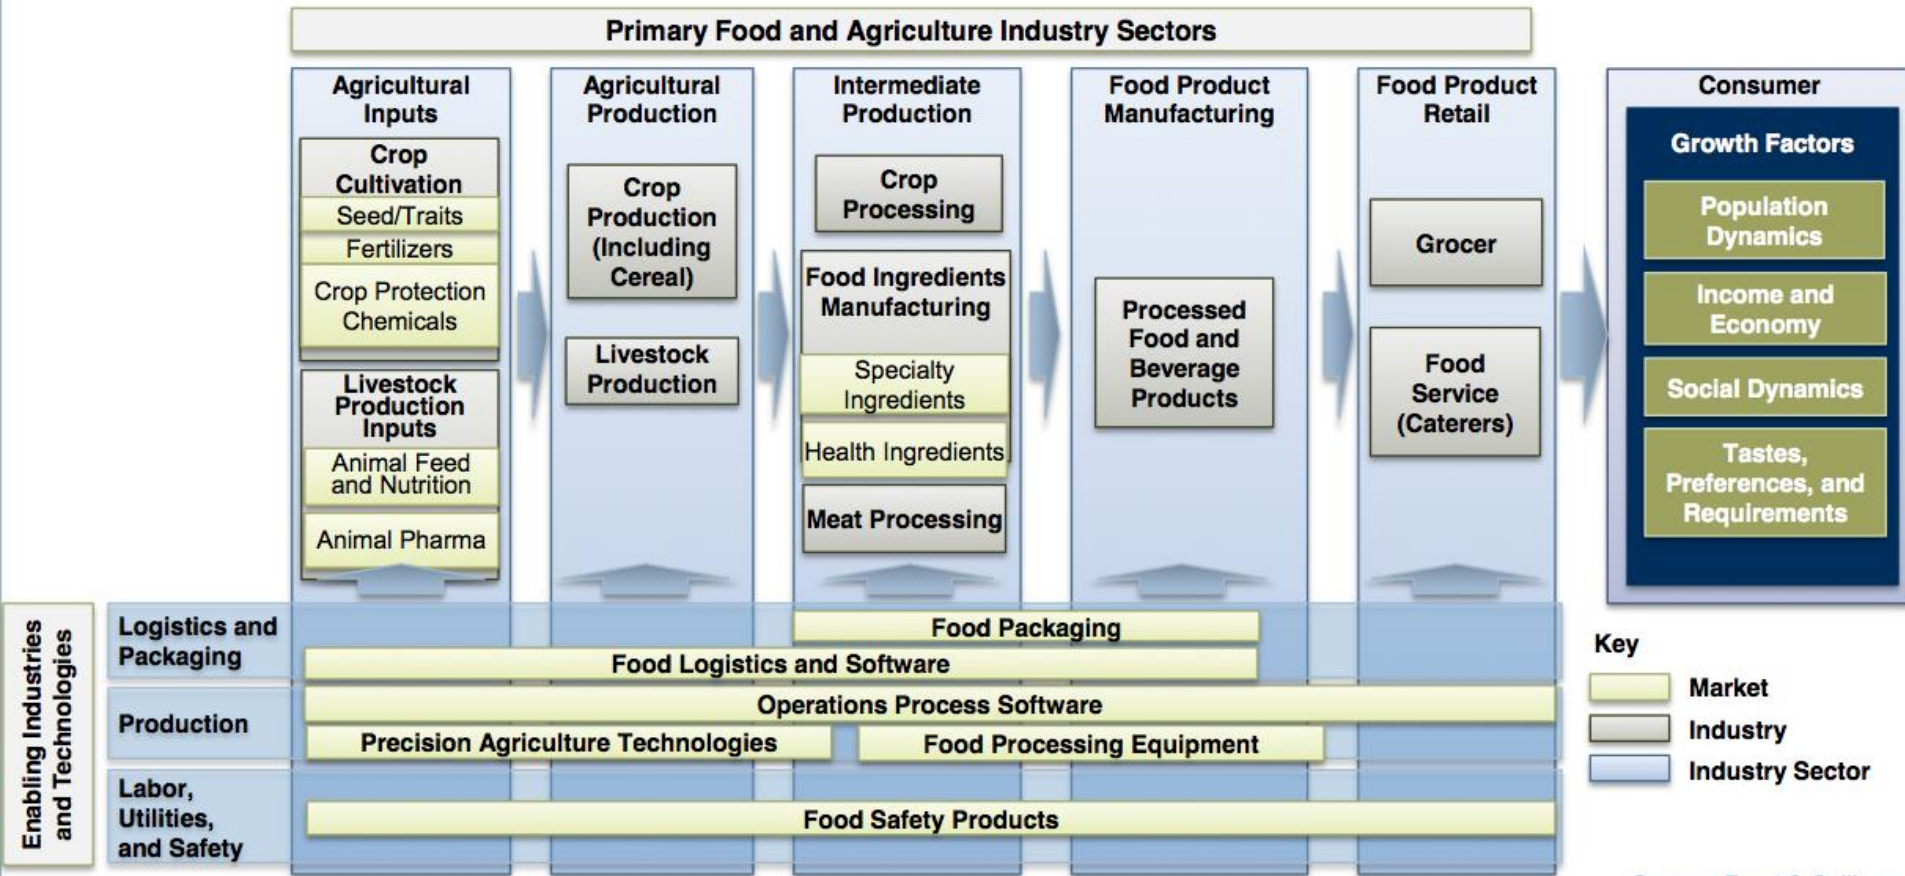 Primary Food and Agriculture Industry Sectors
Agricultural
Inputs
Crop
Cultivation
Seed/Traits
Fertilizers
Crop Protection
Chemicals
Livestock
Production
Inputs
Animal Feed
and Nutrition
Animal Pharma
Agricultural
Production
Crop
Production
(Including
Cereal)
Livestock
Production
Intermediate
Production
Crop
Processing
Food Ingredients
Manufacturing
Specialty
Ingredients
Health Ingredients
Meat Processing
Food Product
Manufacturing
Processed
Food and
Beverage
Products
Food Product
Retail
Grocer
Food
Service
(Caterers)
Consumer
Growth Factors
Population
Dynamics
Income and
Economy
Social Dynamics
Tastes,
Preferences, and
Requirements
Enabling Industries
and Technologies
Logistics and
Packaging
Food Packaging
Food Logistics and Software
Production
Operations Process Software
Precision Agriculture Technologies
Food Processing Equipment
Labor,
Utilities,
and Safety
Food Safety Products
Key
Market
Industry
Industry Sector